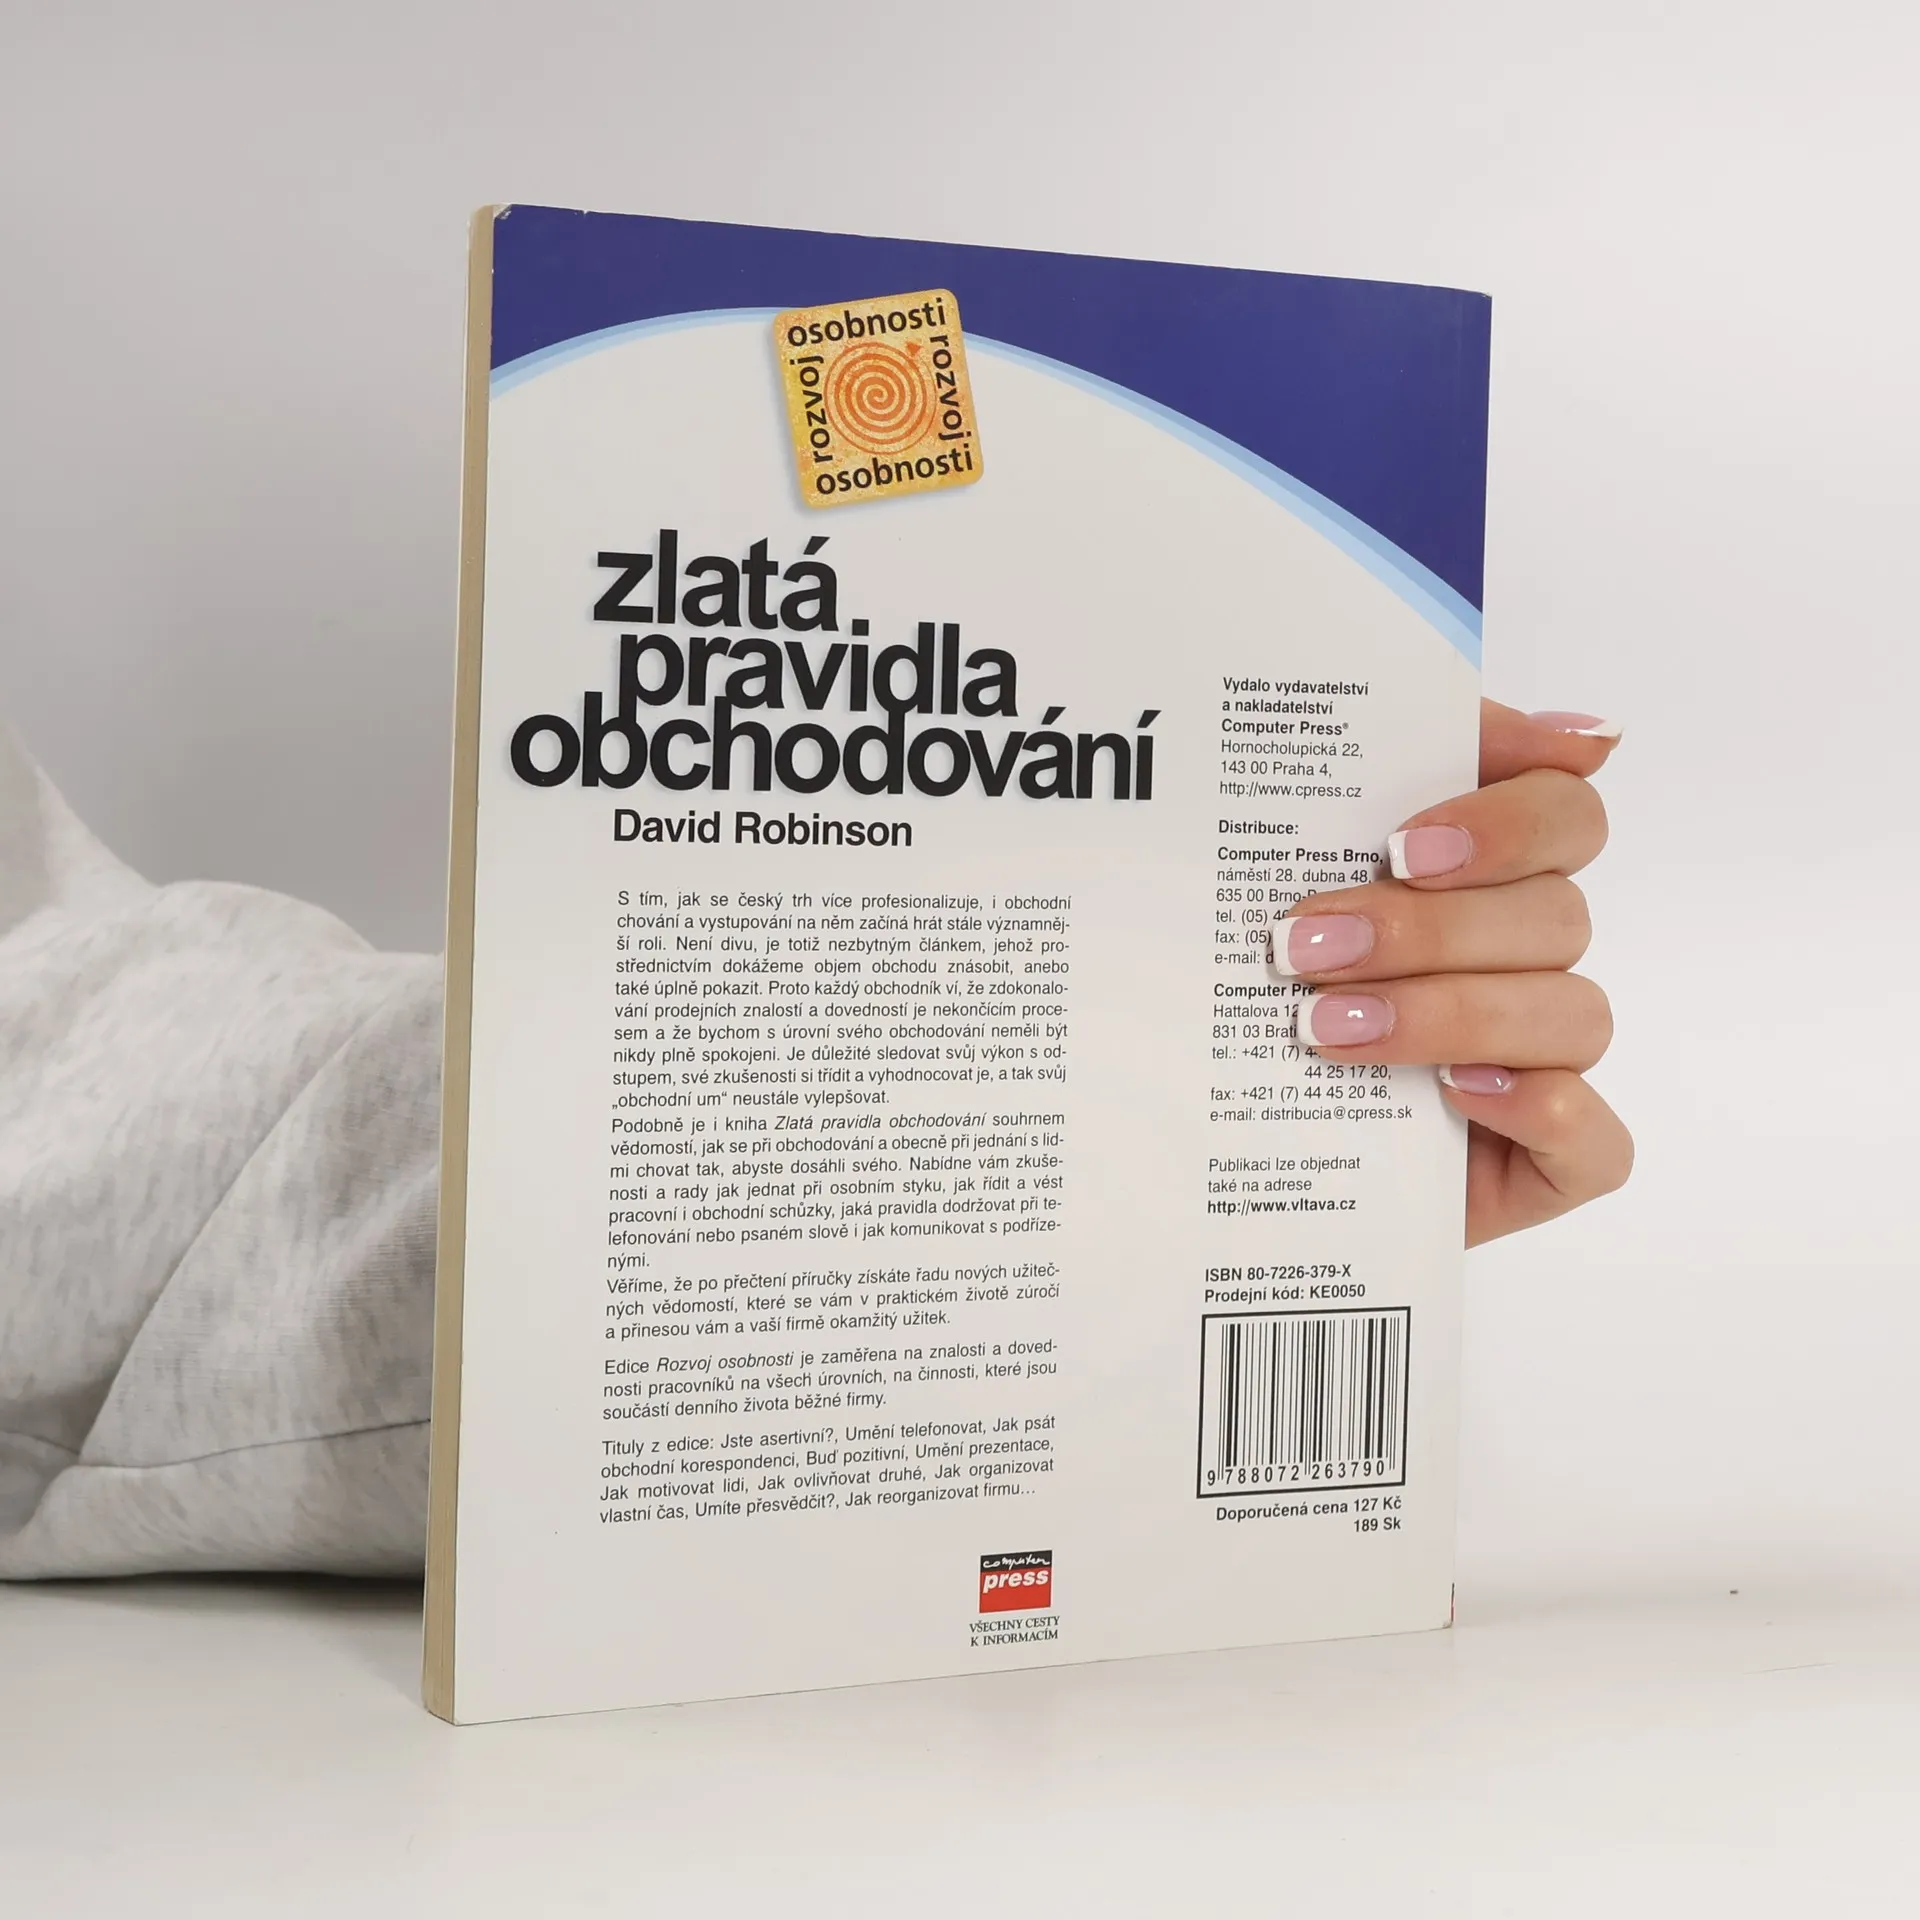 osobnosti
rozvoj
rozvoj
osobnosti
zlatá
pravidla
obchodování
David Robinson
S tím, jak se český trh více profesionalizuje, i obchodní
chování a vystupování na něm začíná hrát stále významněj-
ší roli. Není divu, je totiž nezbytným článkem, jehož pro-
střednictvím dokážeme objem obchodu znásobit, anebo
také úplně pokazit. Proto každý obchodník ví, že zdokonalo-
vání prodejních znalostí a dovedností je nekončícím proce-
sem a že bychom s úrovní svého obchodování neměli být
nikdy plně spokojeni. Je důležité sledovat svůj výkon s od-
stupem, své zkušenosti si třídit a vyhodnocovat je, a tak svůj
„obchodní um“ neustále vylepšovat.
Podobně je i kniha Zlatá pravidla obchodování souhrnem
vědomostí, jak se při obchodování a obecně při jednání s lid-
mi chovat tak, abyste dosáhli svého. Nabídne vám zkuše-
nosti a rady jak jednat při osobním styku, jak řídit a vést
pracovní i obchodní schůzky, jaká pravidla dodržovat při te-
lefonování nebo psaném slově i jak komunikovat s podříze-
nými.
Věříme, že po přečtení příručky získáte řadu nových užiteč-
ných vědomostí, které se vám v praktickém životě zúročí
a přinesou vám a vaší firmě okamžitý užitek.
Edice Rozvoj osobnosti je zaměřena na znalosti a doved-
nosti pracovníků na všech úrovních, na činnosti, které jsou
součástí denního života běžné firmy.
Tituly z edice: Jste asertivní?, Umění telefonovat, Jak psát
obchodní korespondenci, Buď pozitivní, Umění prezentace,
Jak motivovat lidi, Jak ovlivňovat druhé, Jak organizovat
vlastní čas, Umíte přesvědčit?, Jak reorganizovat firmu...
computer
press
VŠECHNY CESTY
K INFORMACÍM
Vydalo vydavatelství
a nakladatelství
Computer Press®
Hornocholupická 22,
143 00 Praha 4,
http://www.cpress.cz
Distribuce:
Computer Press Brno,
náměstí 28. dubna 48,
635 00
tel. (05)
fax: (05)
e-mail:
Computer
Hattalova
831 03
tel.: +421 (7)
44 25 17 20,
fax: +421 (7) 44 45 20 46,
e-mail: distribucia@cpress.sk
Publikaci lze objednat
také na adrese
http://www.vltava.cz
ISBN 80-7226-379-X
Prodejní kód: KE0050
9 788072 263790
Doporučená cena 127 Kč
189 Sk